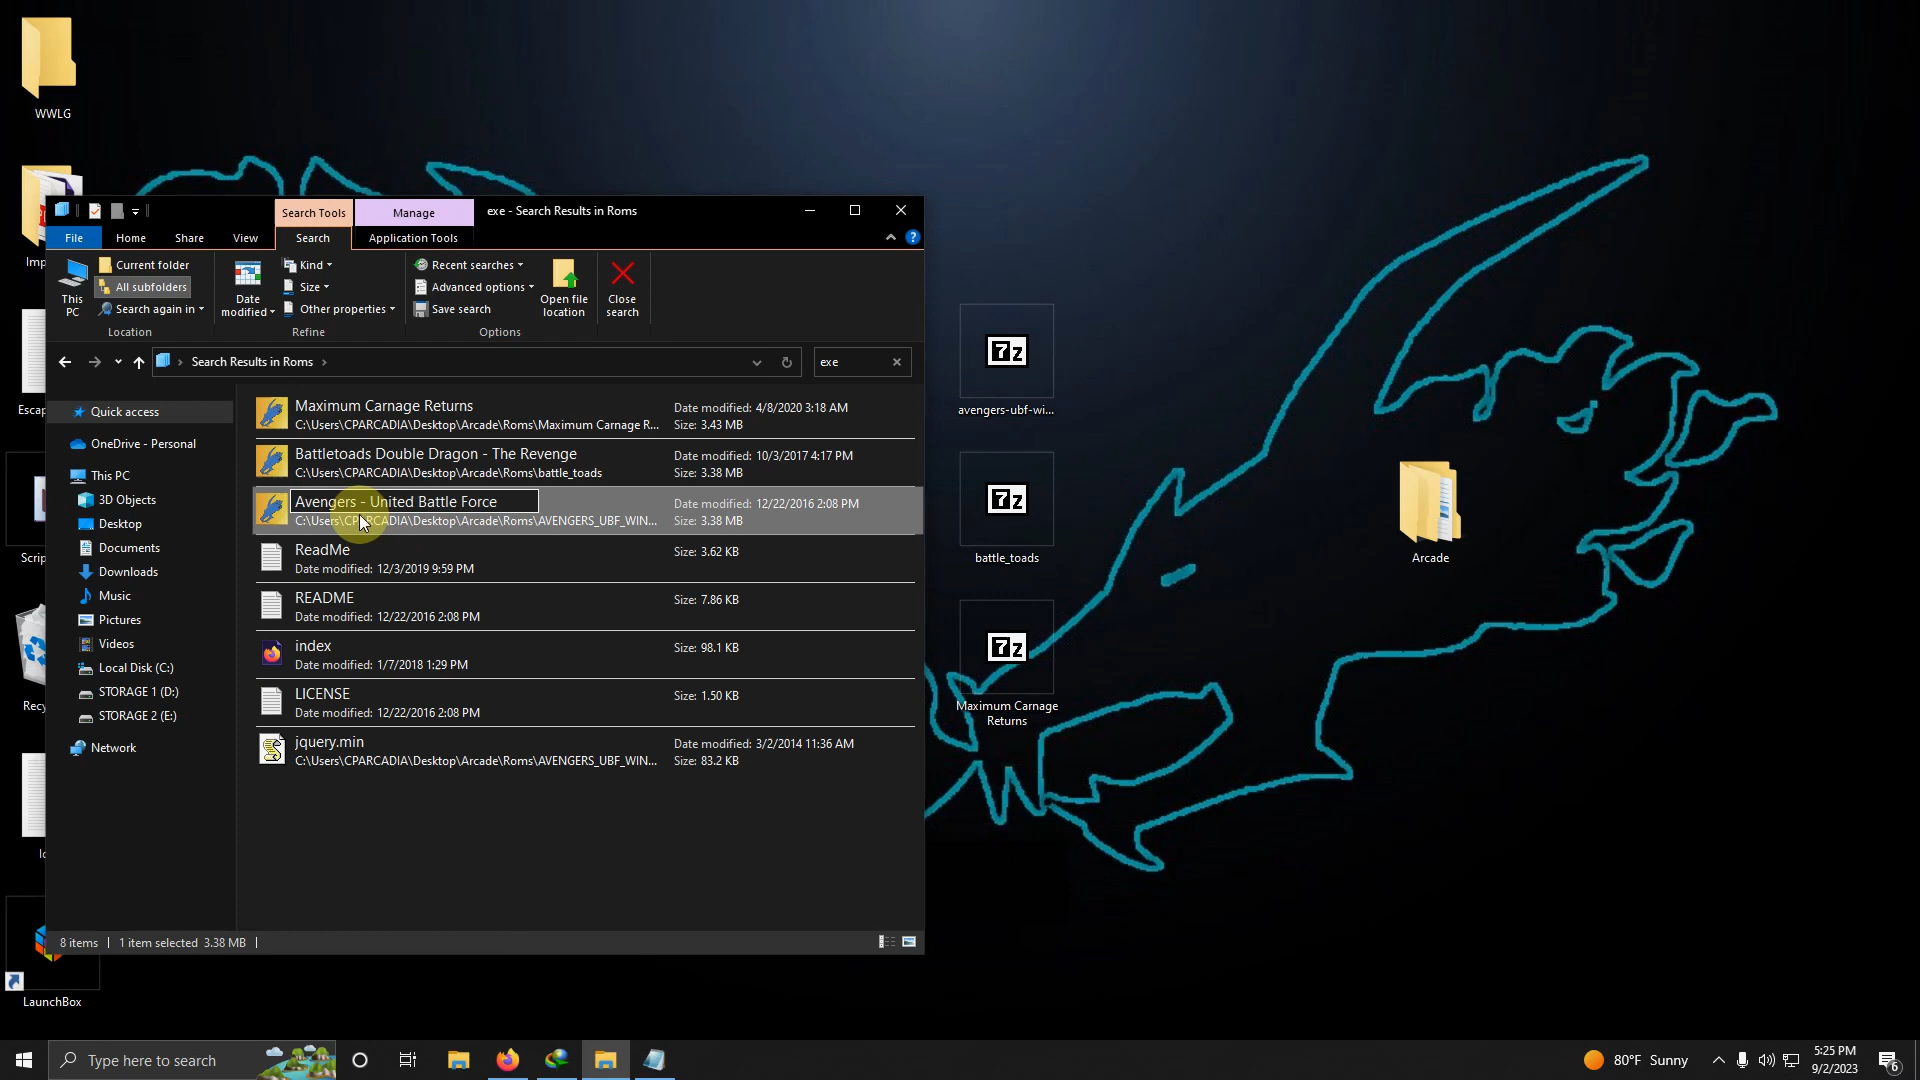 WWLG
Imp
Escap
Scrip
Recy
Ic
LaunchBox
Search Tools
Manage
exe - Search Results in Roms
File
Home
Share
View
Search
Application Tools
This PC
Current folder
All subfolders
Search again in
Location
Date modified
Kind
Size
Other properties
Refine
Recent searches
Advanced options
Save search
Options
Open file location
Close search
Search Results in Roms
exe
Quick access
OneDrive - Personal
This PC
3D Objects
Desktop
Documents
Downloads
Music
Pictures
Videos
Local Disk (C:)
STORAGE 1 (D:)
STORAGE 2 (E:)
Network
Maximum Carnage Returns
Date modified: 4/8/2020 3:18 AM
C:\Users\CPARCADIA\Desktop\Arcade\Roms\Maximum Carnage R...
Size: 3.43 MB
Battletoads Double Dragon - The Revenge
Date modified: 10/3/2017 4:17 PM
C:\Users\CPARCADIA\Desktop\Arcade\Roms\battle_toads
Size: 3.38 MB
Avengers - United Battle Force
Date modified: 12/22/2016 2:08 PM
C:\Users\CPARCADIA\Desktop\Arcade\Roms\AVENGERS_UBF_WIN...
Size: 3.38 MB
ReadMe
Size: 3.62 KB
Date modified: 12/3/2019 9:59 PM
README
Size: 7.86 KB
Date modified: 12/22/2016 2:08 PM
index
Size: 98.1 KB
Date modified: 1/7/2018 1:29 PM
LICENSE
Size: 1.50 KB
Date modified: 12/22/2016 2:08 PM
jquery.min
Date modified: 3/2/2014 11:36 AM
C:\Users\CPARCADIA\Desktop\Arcade\Roms\AVENGERS_UBF_WIN...
Size: 83.2 KB
8 items
1 item selected 3.38 MB
7z
avengers-ubf-wi...
7z
battle_toads
7z
Maximum Carnage
Returns
Arcade
Type here to search
80°F Sunny
5:25 PM
9/2/2023
6